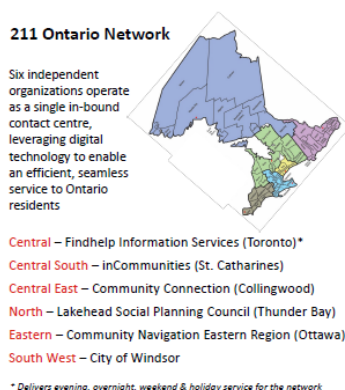 211 Ontario Network
Six independent
organizations operate
as a single in-bound
contact centre,
leveraging digital
technology to enable
an efficient, seamless
service to Ontario
residents
Central – Findhelp Information Services (Toronto)*
Central South – inCommunities (St. Catharines)
Central East – Community Connection (Collingwood)
North – Lakehead Social Planning Council (Thunder Bay)
Eastern – Community Navigation Eastern Region (Ottawa)
South West – City of Windsor
* Delivers evening, overnight, weekend & holiday service for the network